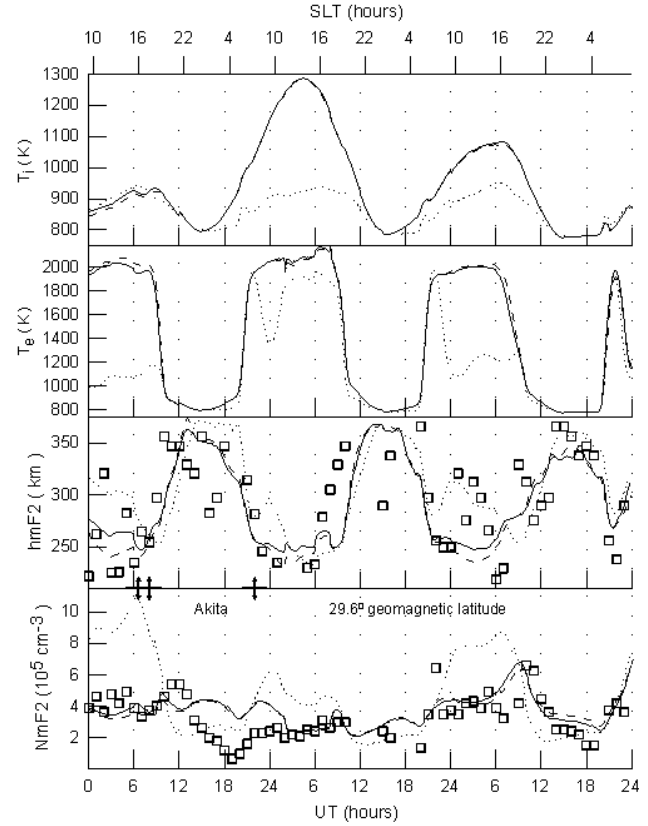 SLT (hours)
10 16 22 4 10 16 22 4 10 16 22 4
1300
1200
1100
1000
900
800
Ti (K)
2000
1800
1600
1400
1200
1000
800
Te (K)
350
300
250
hmF2 (km)
Akita 29.6º geomagnetic latitude
10
8
6
4
2
NmF2 (10⁵ cm⁻³)
0 6 12 18 24 6 12 18 24 6 12 18 24
UT (hours)